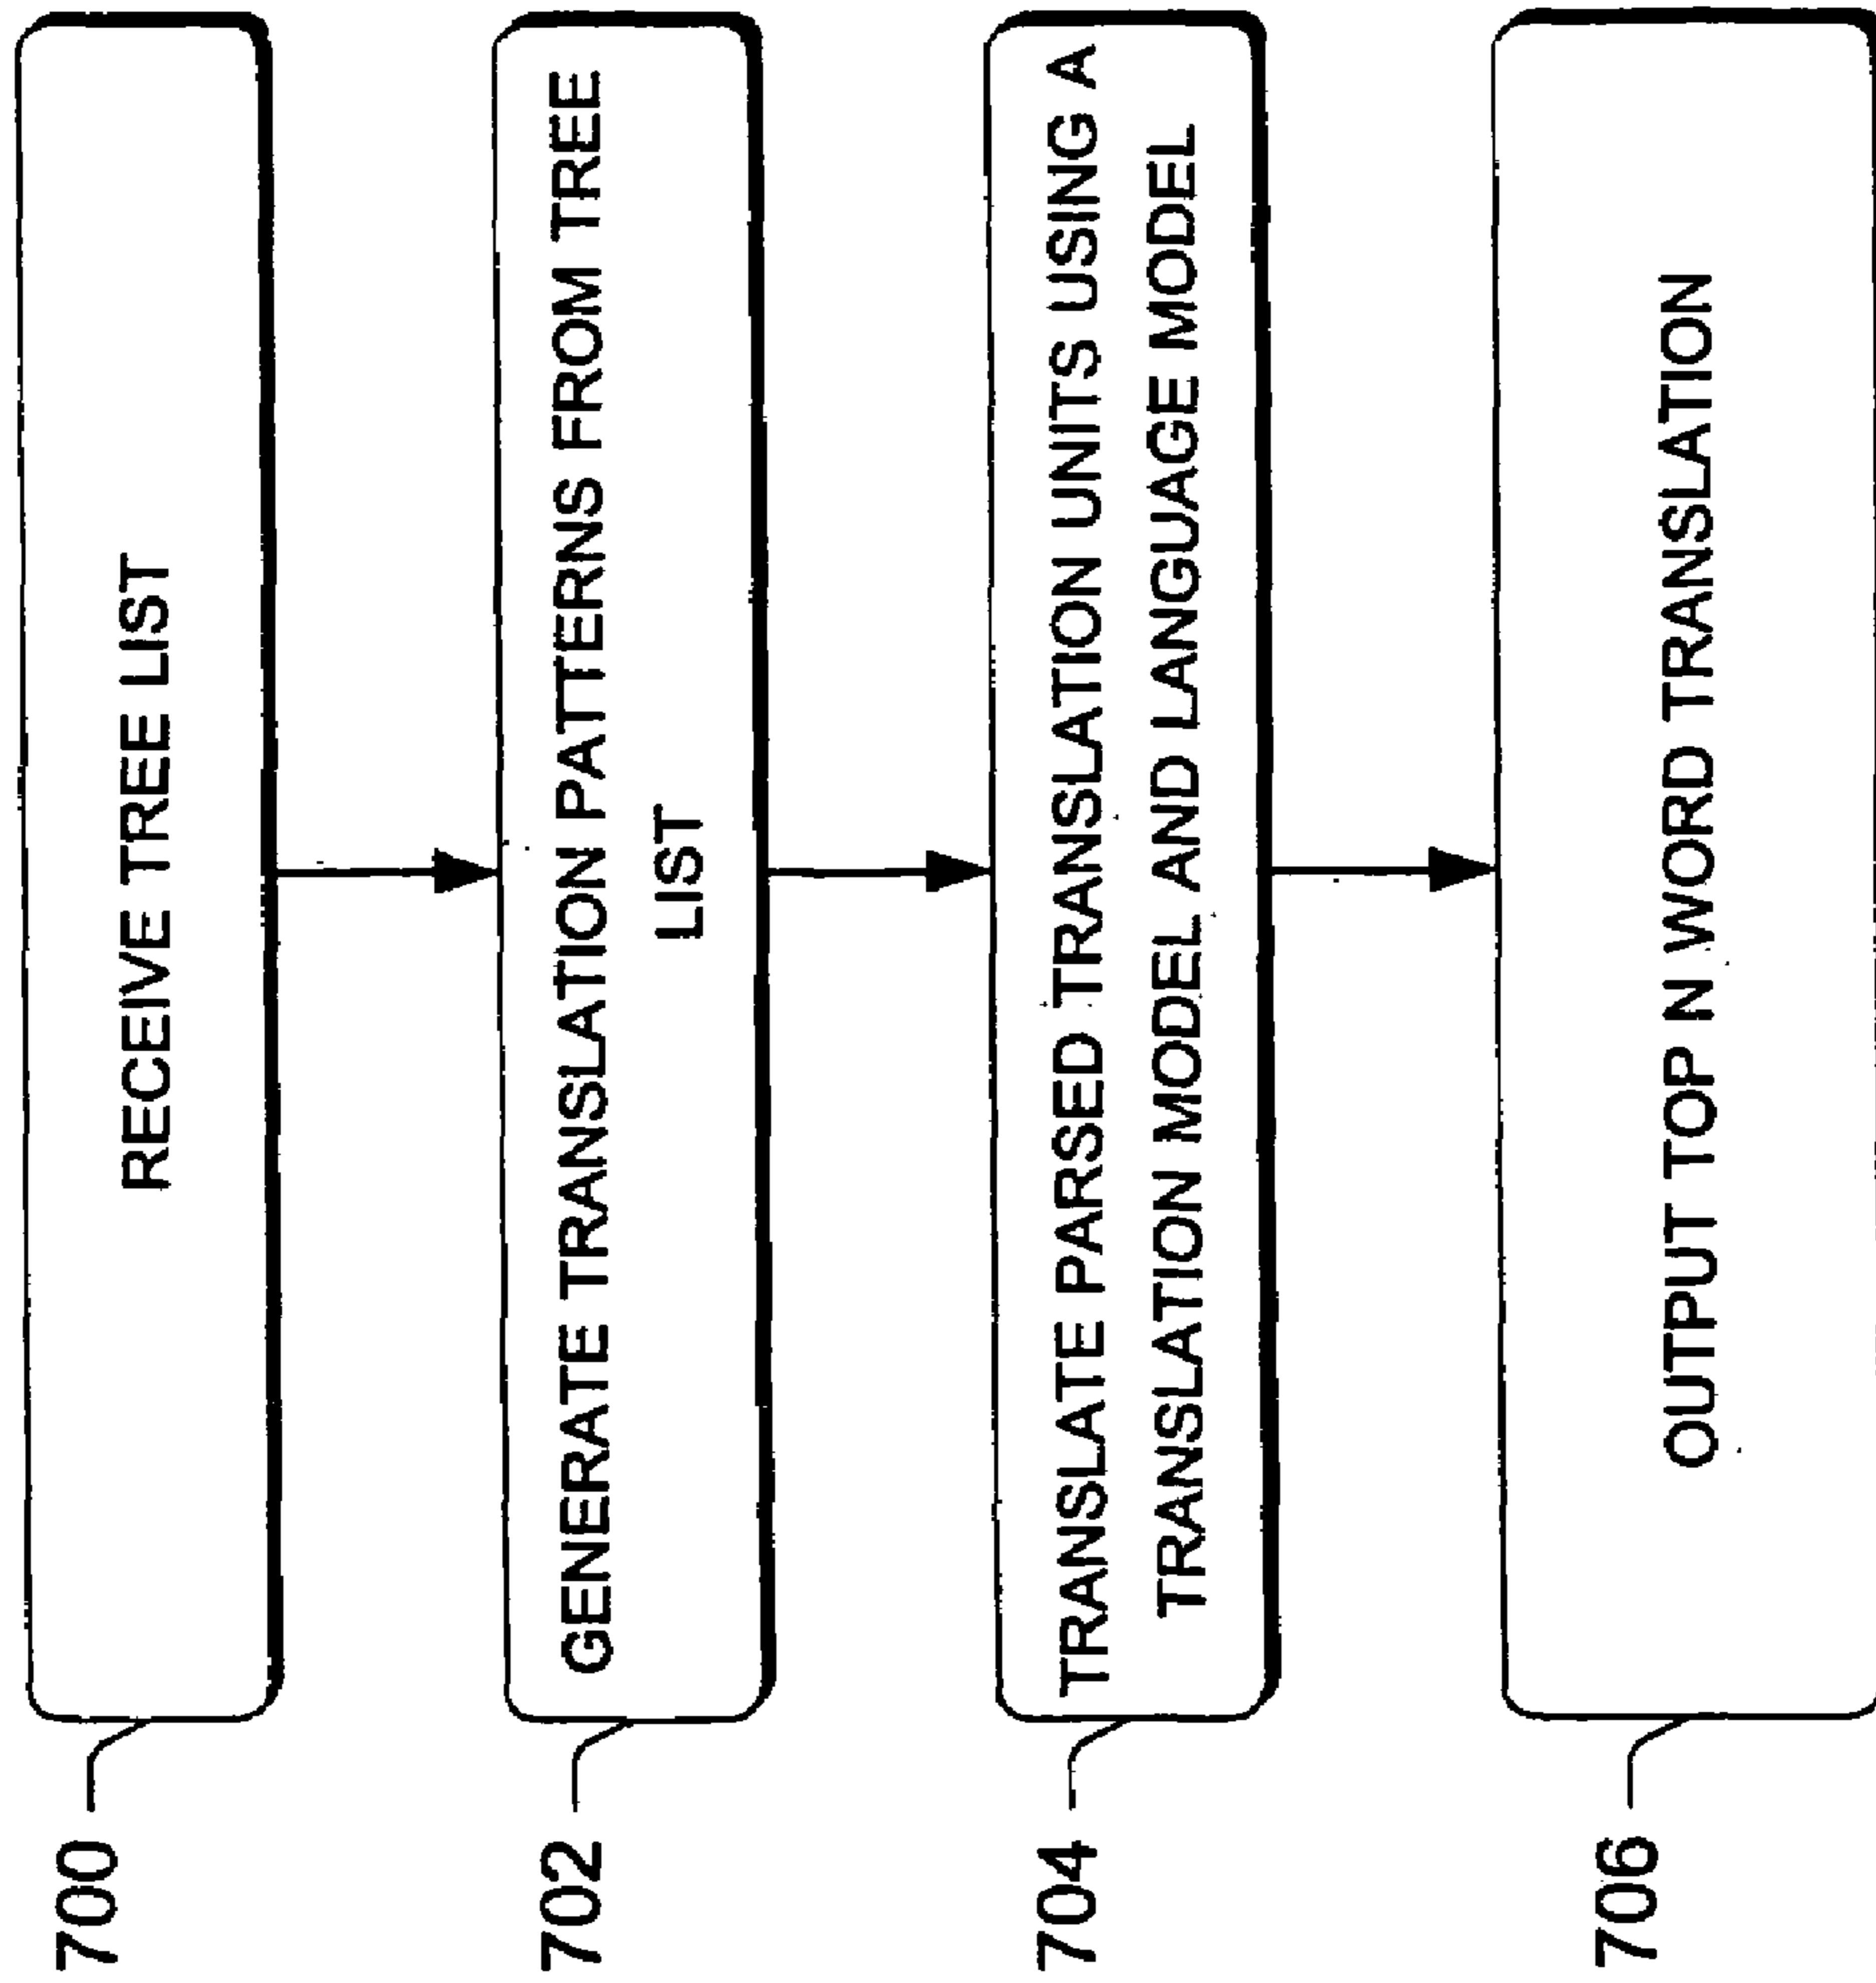 700
RECEIVE TREE LIST
702
GENERATE TRANSLATION PATTERNS FROM TREE
LIST
704
TRANSLATE PARSED TRANSLATION UNITS USING A
TRANSLATION MODEL AND LANGUAGE MODEL
706
OUTPUT TOP N WORD TRANSLATION